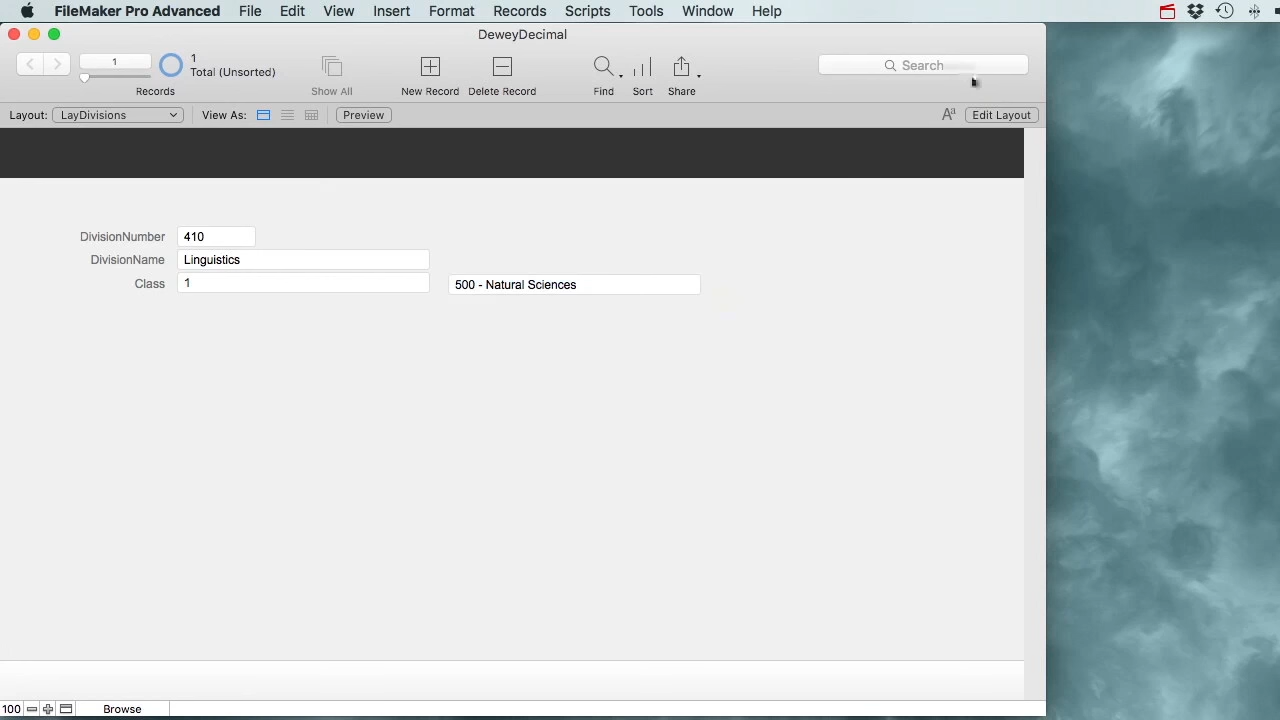 FileMaker Pro Advanced File Edit View Insert Format Records Scripts Tools Window Help
DeweyDecimal
1
1
Total (Unsorted)
Records
Show All
New Record
Delete Record
Find
Sort
Share
Search
Layout: LayDivisions View As: Preview Aa Edit Layout
DivisionNumber 410
DivisionName Linguistics
Class 1 500 - Natural Sciences
100 Browse